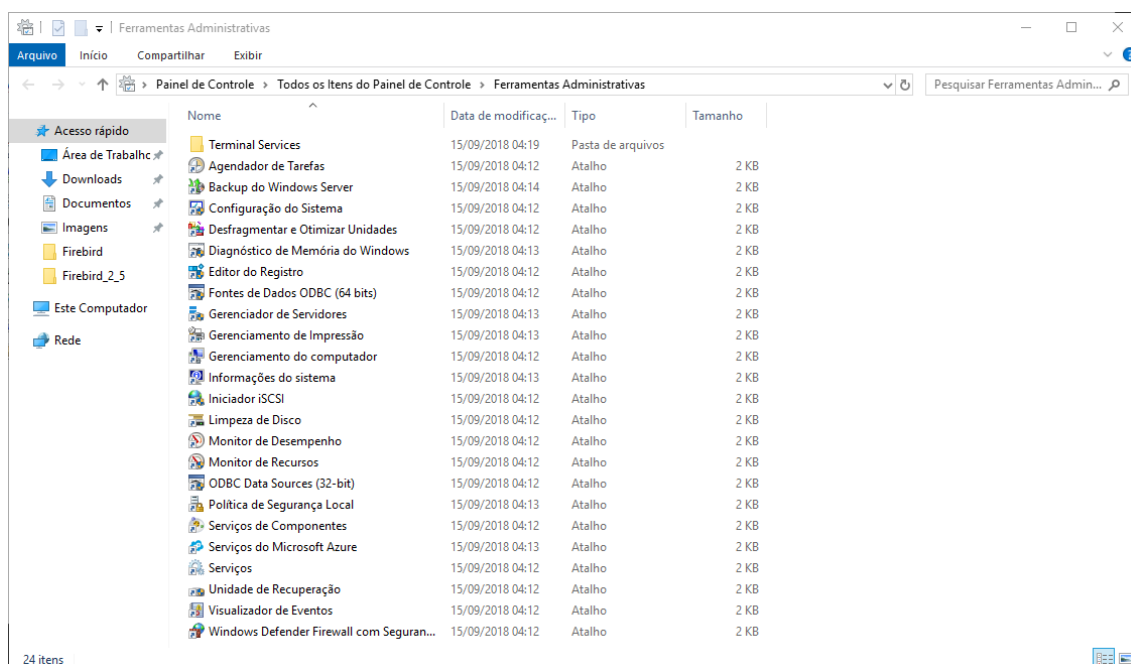 Ferramentas Administrativas
Arquivo Início Compartilhar Exibir
Painel de Controle > Todos os Itens do Painel de Controle > Ferramentas Administrativas Pesquisar Ferramentas Admin...
Nome Data de modificaç... Tipo Tamanho
Acesso rápido
Área de Trabalho
Downloads
Documentos
Imagens
Firebird
Firebird_2_5
Este Computador
Rede
Terminal Services 15/09/2018 04:19 Pasta de arquivos
Agendador de Tarefas 15/09/2018 04:12 Atalho 2 KB
Backup do Windows Server 15/09/2018 04:14 Atalho 2 KB
Configuração do Sistema 15/09/2018 04:12 Atalho 2 KB
Desfragmentar e Otimizar Unidades 15/09/2018 04:12 Atalho 2 KB
Diagnóstico de Memória do Windows 15/09/2018 04:13 Atalho 2 KB
Editor do Registro 15/09/2018 04:12 Atalho 2 KB
Fontes de Dados ODBC (64 bits) 15/09/2018 04:12 Atalho 2 KB
Gerenciador de Servidores 15/09/2018 04:13 Atalho 2 KB
Gerenciamento de Impressão 15/09/2018 04:13 Atalho 2 KB
Gerenciamento do computador 15/09/2018 04:12 Atalho 2 KB
Informações do sistema 15/09/2018 04:13 Atalho 2 KB
Iniciador iSCSI 15/09/2018 04:12 Atalho 2 KB
Limpeza de Disco 15/09/2018 04:12 Atalho 2 KB
Monitor de Desempenho 15/09/2018 04:12 Atalho 2 KB
Monitor de Recursos 15/09/2018 04:12 Atalho 2 KB
ODBC Data Sources (32-bit) 15/09/2018 04:12 Atalho 2 KB
Política de Segurança Local 15/09/2018 04:13 Atalho 2 KB
Serviços de Componentes 15/09/2018 04:12 Atalho 2 KB
Serviços do Microsoft Azure 15/09/2018 04:13 Atalho 2 KB
Serviços 15/09/2018 04:12 Atalho 2 KB
Unidade de Recuperação 15/09/2018 04:12 Atalho 2 KB
Visualizador de Eventos 15/09/2018 04:12 Atalho 2 KB
Windows Defender Firewall com Seguran... 15/09/2018 04:12 Atalho 2 KB
24 itens